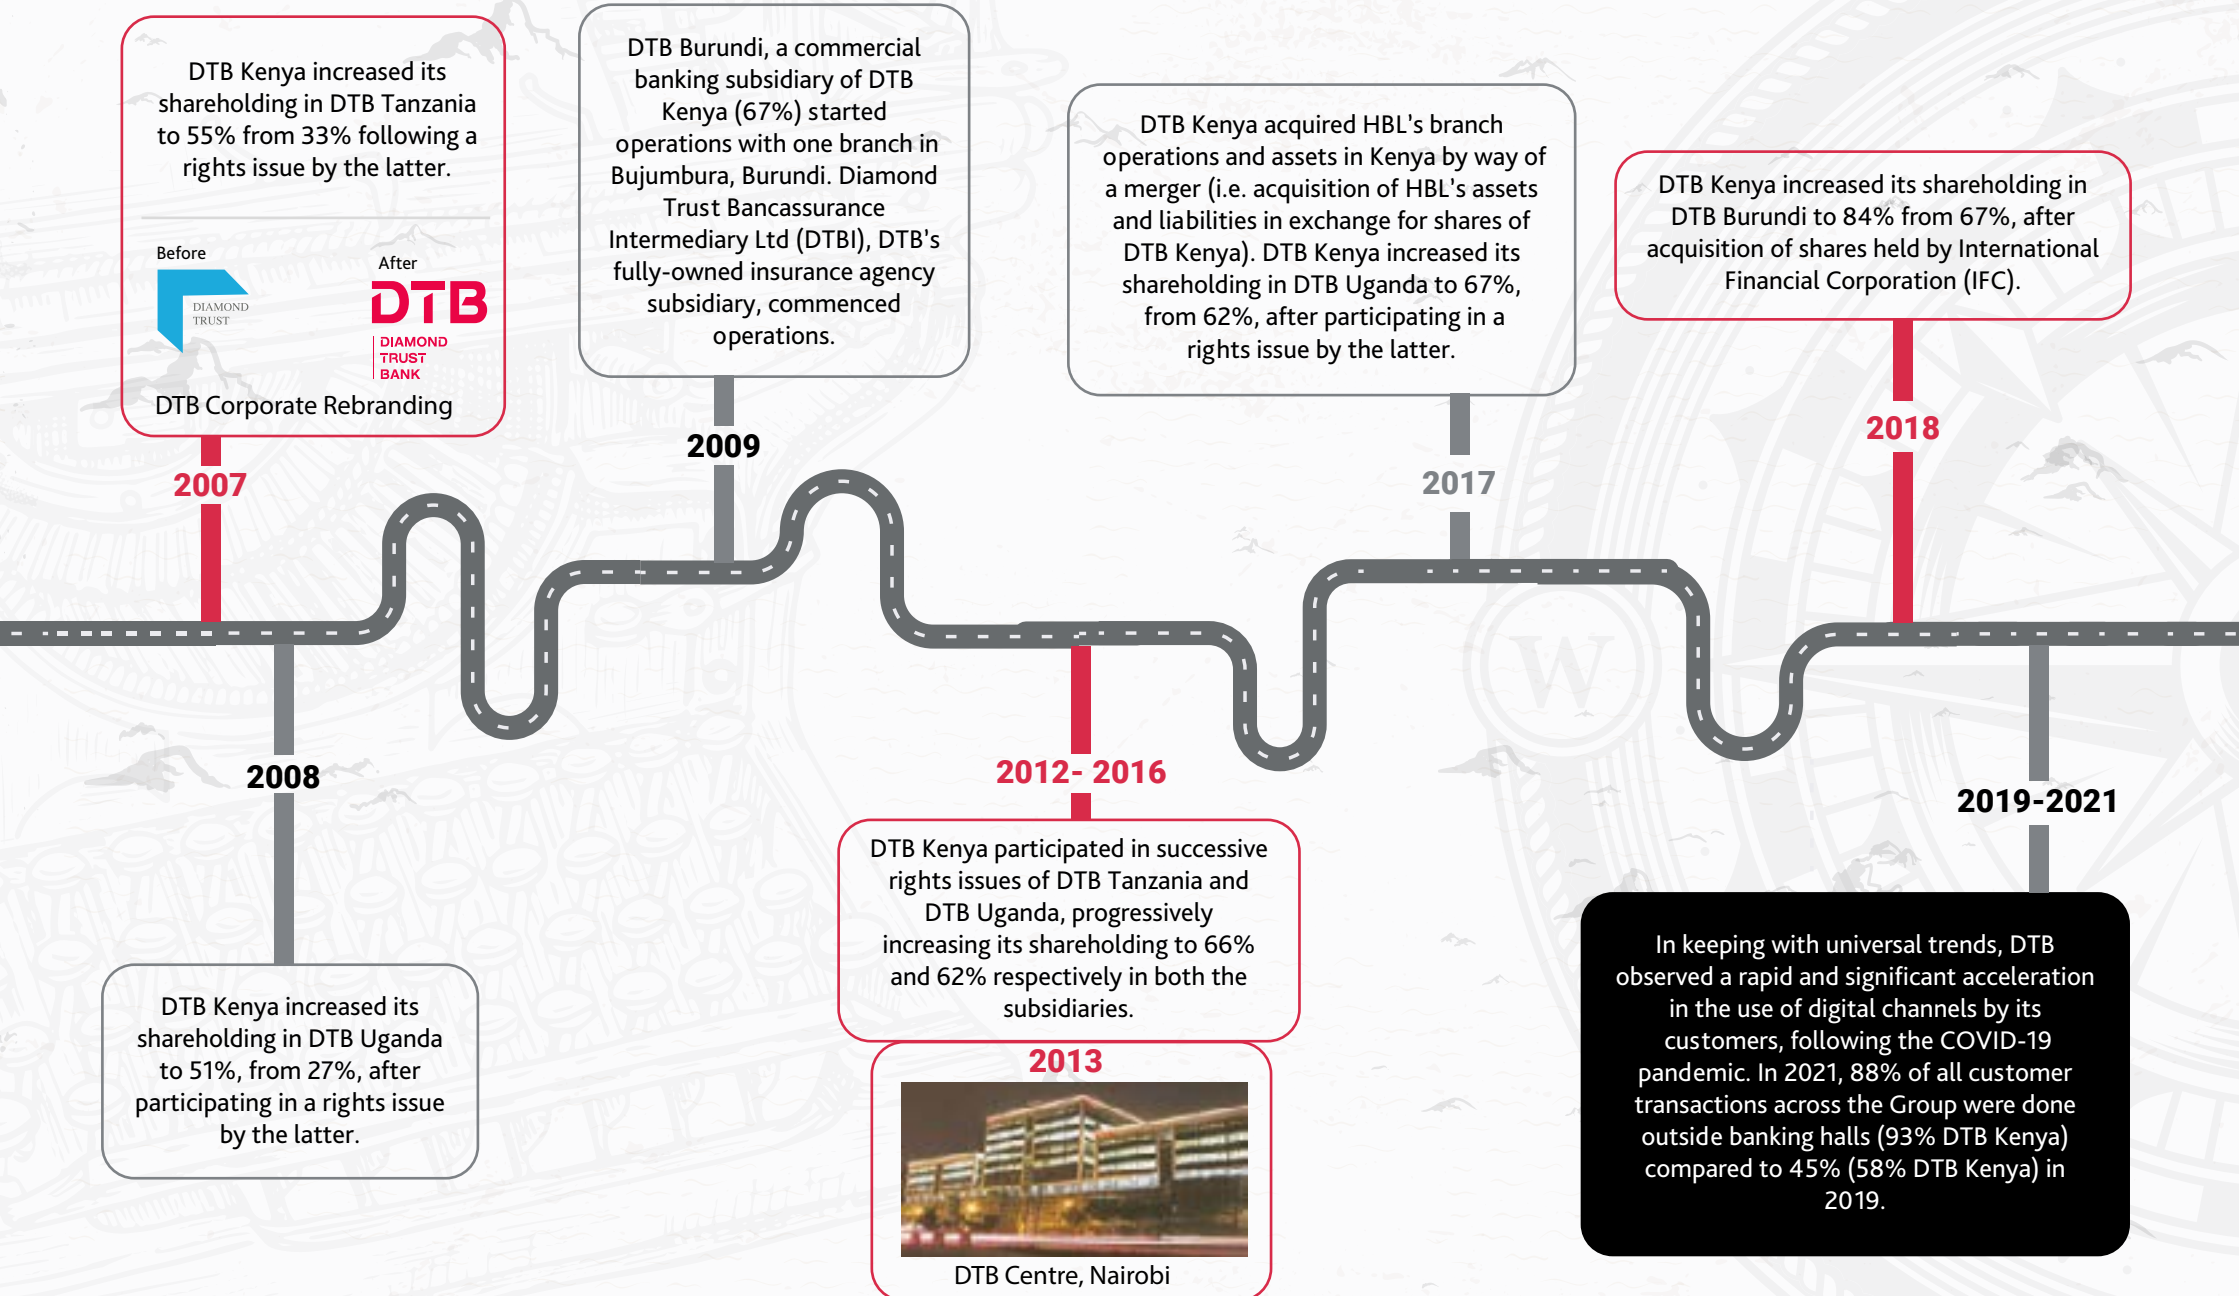 DTB Kenya increased its
shareholding in DTB Tanzania
to 55% from 33% following a
rights issue by the latter.
Before
DIAMOND
TRUST
After
DTB
DIAMOND
TRUST
BANK
DTB Corporate Rebranding
2007
2008
DTB Kenya increased its
shareholding in DTB Uganda
to 51%, from 27%, after
participating in a rights issue
by the latter.
DTB Burundi, a commercial
banking subsidiary of DTB
Kenya (67%) started
operations with one branch in
Bujumbura, Burundi. Diamond
Trust Bancassurance
Intermediary Ltd (DTBI), DTB's
fully-owned insurance agency
subsidiary, commenced
operations.
2009
2012- 2016
DTB Kenya participated in successive
rights issues of DTB Tanzania and
DTB Uganda, progressively
increasing its shareholding to 66%
and 62% respectively in both the
subsidiaries.
2013
DTB Centre, Nairobi
DTB Kenya acquired HBL's branch
operations and assets in Kenya by way of
a merger (i.e. acquisition of HBL's assets
and liabilities in exchange for shares of
DTB Kenya). DTB Kenya increased its
shareholding in DTB Uganda to 67%,
from 62%, after participating in a
rights issue by the latter.
2017
W
DTB Kenya increased its shareholding in
DTB Burundi to 84% from 67%, after
acquisition of shares held by International
Financial Corporation (IFC).
2018
2019-2021
In keeping with universal trends, DTB
observed a rapid and significant acceleration
in the use of digital channels by its
customers, following the COVID-19
pandemic. In 2021, 88% of all customer
transactions across the Group were done
outside banking halls (93% DTB Kenya)
compared to 45% (58% DTB Kenya) in
2019.